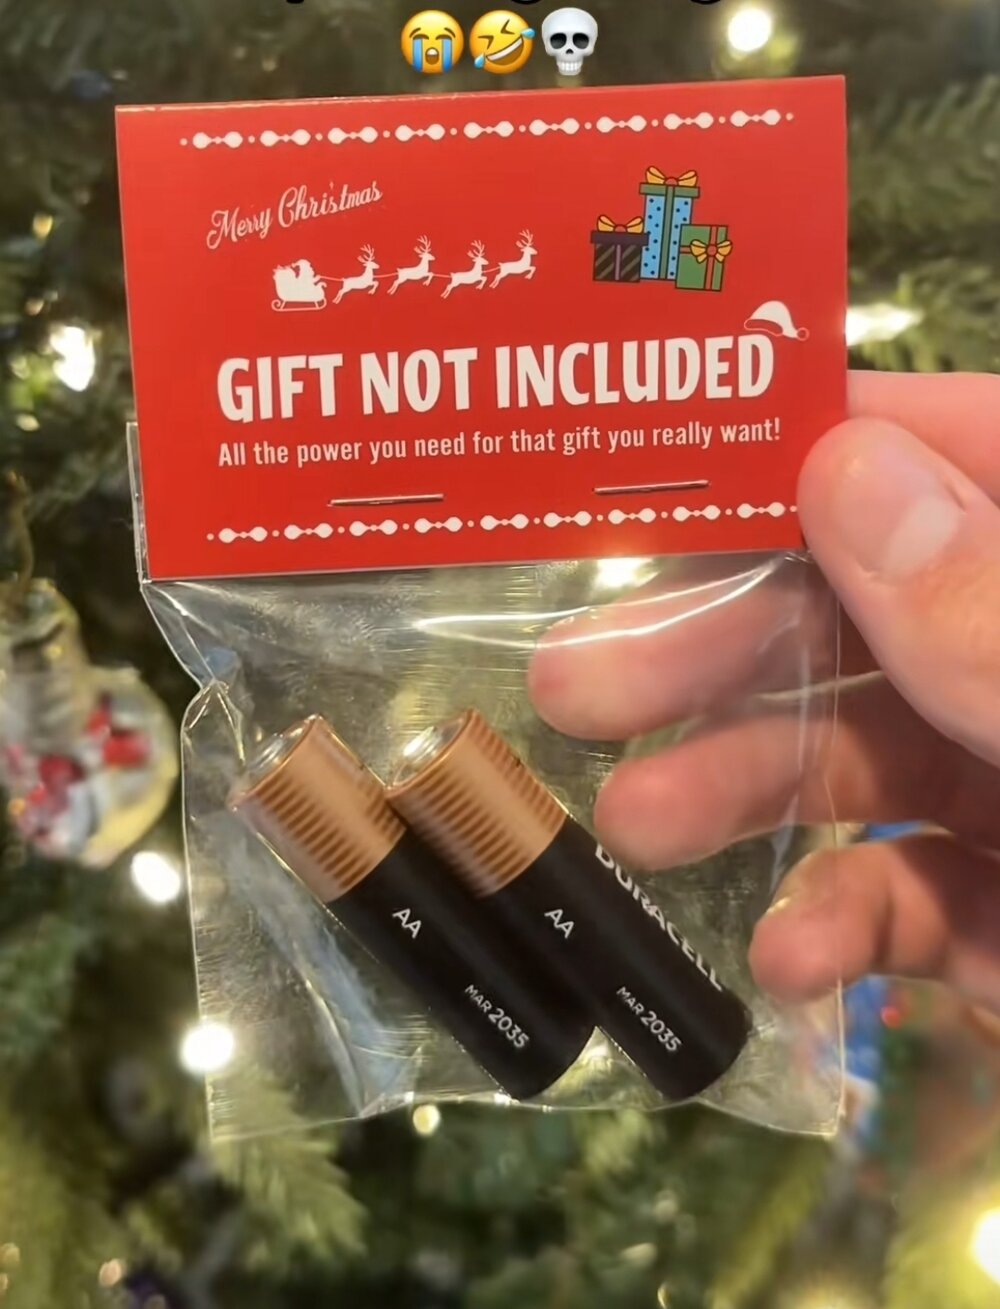 😭🤣💀
Merry Christmas
GIFT NOT INCLUDED
All the power you need for that gift you really want!
AA
MAR 2035
AA
DURACELL
MAR 2035